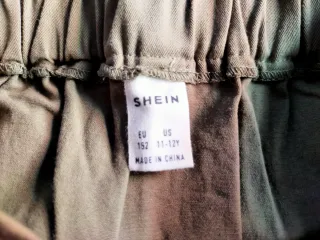 SHEIN
EU US
152 11-12Y
MADE IN CHINA